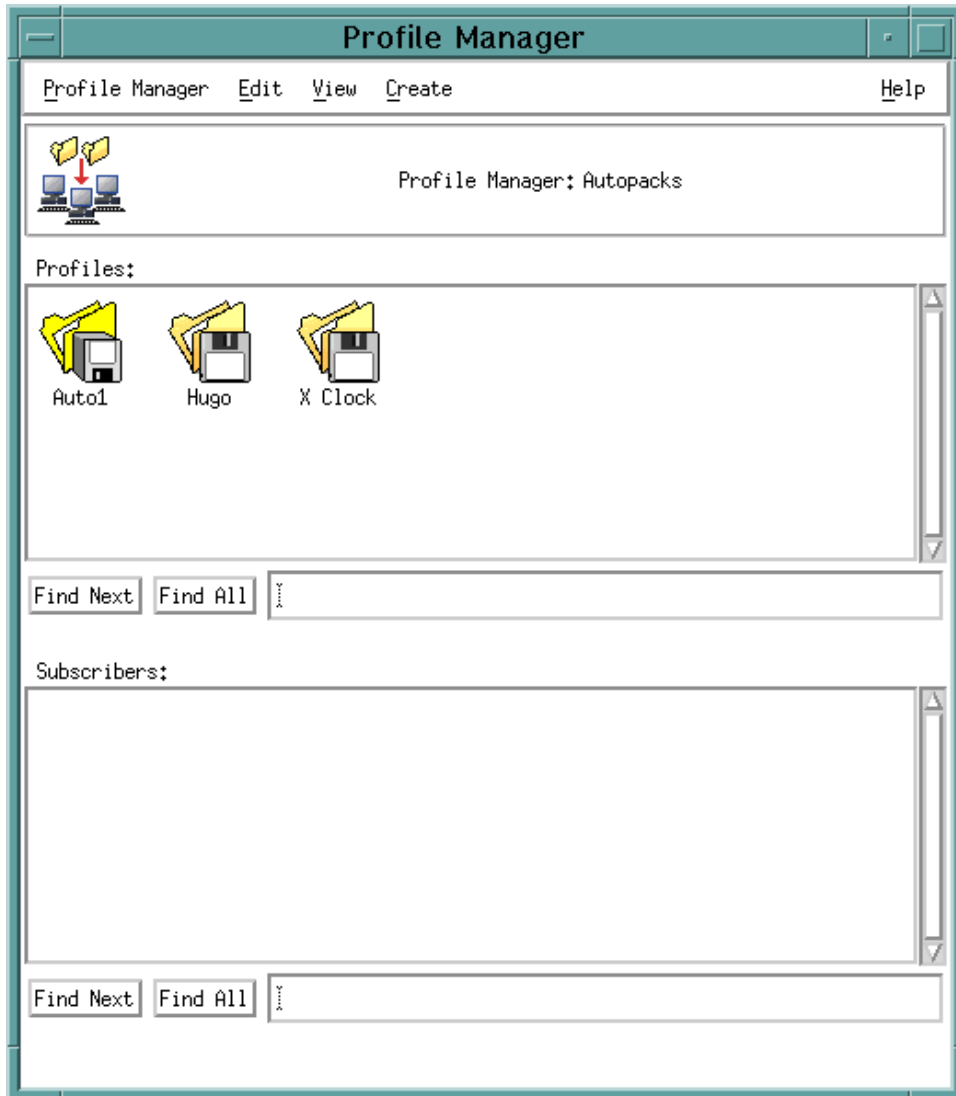 Profile Manager
Profile Manager Edit View Create Help
Profile Manager: Autopacks
Profiles:
Auto1 Hugo X Clock
Find Next Find All
Subscribers:
Find Next Find All